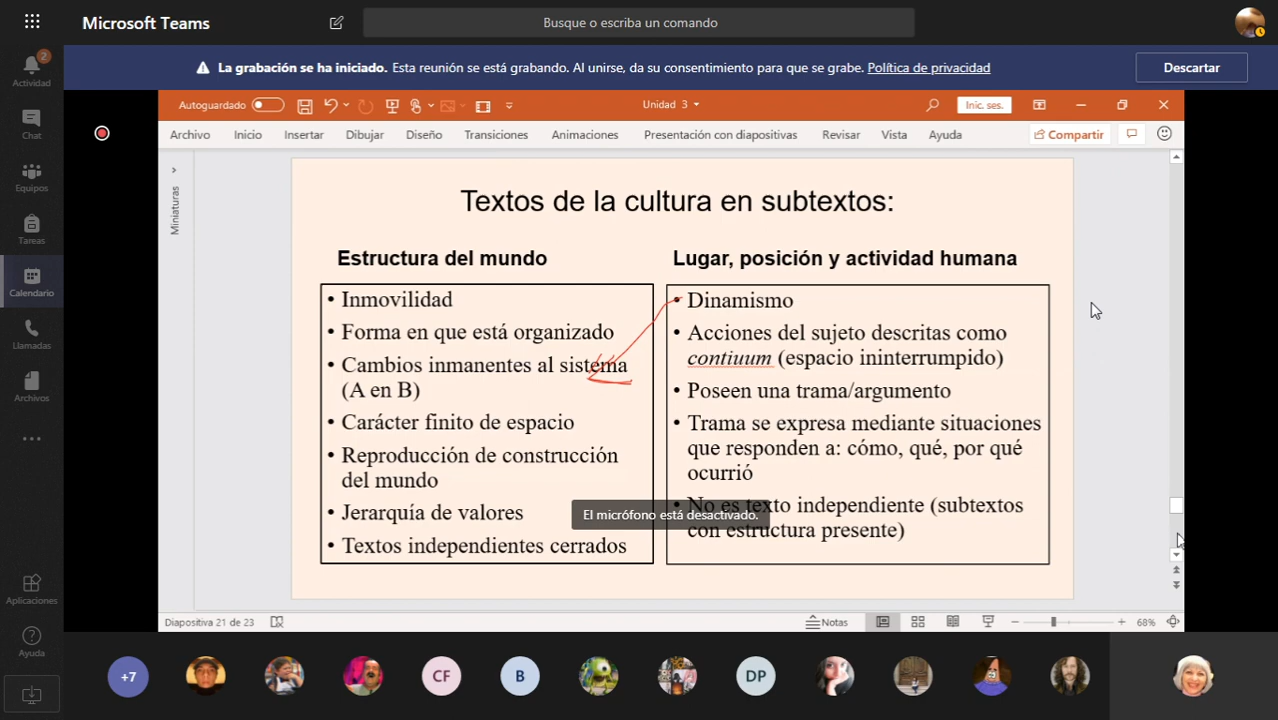 Microsoft Teams
Busque o escriba un comando
La grabación se ha iniciado. Esta reunión se está grabando. Al unirse, da su consentimiento para que se grabe. Política de privacidad
Descartar
2
Actividad
Chat
Equipos
Tareas
Calendario
Llamadas
Archivos
Aplicaciones
Ayuda
Autoguardado
Unidad 3
Inic. ses.
Archivo Inicio Insertar Dibujar Diseño Transiciones Animaciones Presentación con diapositivas Revisar Vista Ayuda
Compartir
Miniaturas
Textos de la cultura en subtextos:
Estructura del mundo
• Inmovilidad
• Forma en que está organizado
• Cambios inmanentes al sistema
(A en B)
• Carácter finito de espacio
• Reproducción de construcción
del mundo
• Jerarquía de valores
• Textos independientes cerrados
Lugar, posición y actividad humana
• Dinamismo
• Acciones del sujeto descritas como
contiuum (espacio ininterrumpido)
• Poseen una trama/argumento
• Trama se expresa mediante situaciones
que responden a: cómo, qué, por qué
ocurrió
• No es texto independiente (subtextos
con estructura presente)
El micrófono está desactivado.
Diapositiva 21 de 23
Notas
68%
+7
CF
B
DP